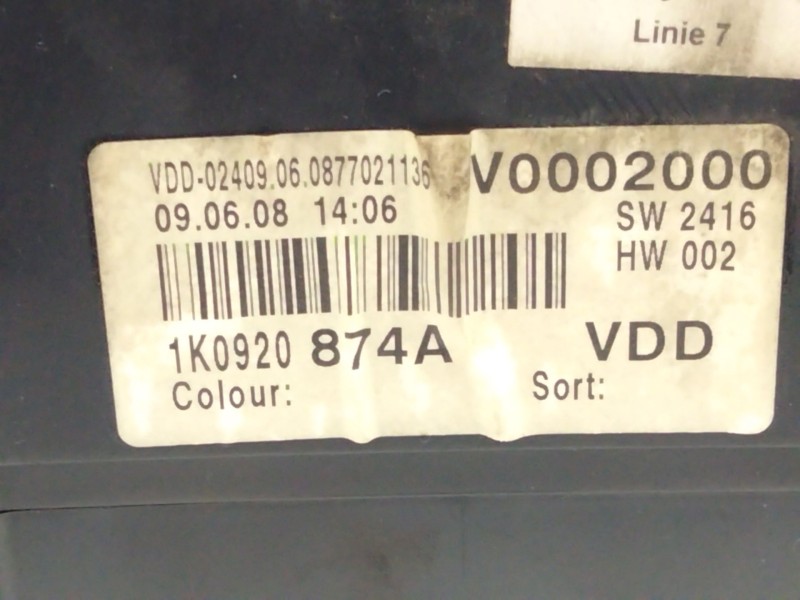 Linie 7
VDD-02409.06.0877021136 V0002000
09.06.08 14:06 SW 2416
HW 002
1K0920 874A VDD
Colour: Sort: